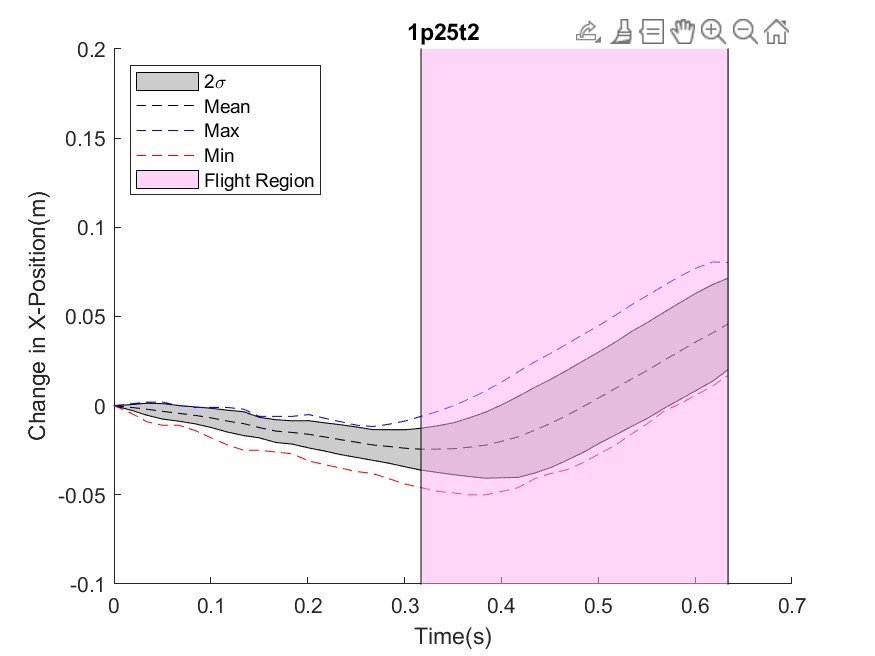 1p25t2
0.2
0.15
0.1
0.05
0
-0.05
-0.1
Change in X-Position(m)
2σ
Mean
Max
Min
Flight Region
0 0.1 0.2 0.3 0.4 0.5 0.6 0.7
Time(s)